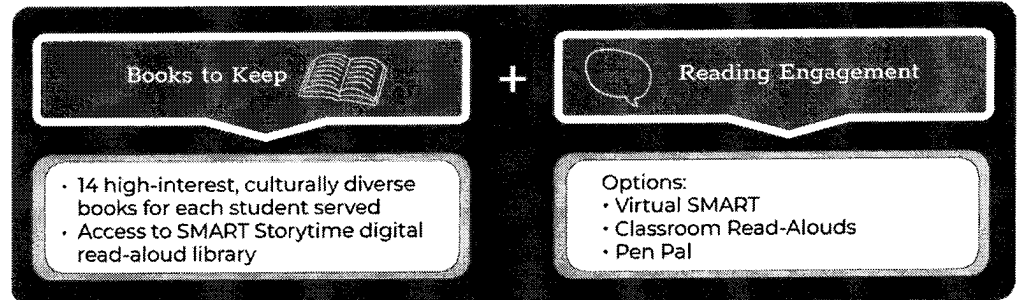 Books to Keep
+
Reading Engagement
· 14 high-interest, culturally diverse
books for each student served
· Access to SMART Storytime digital
read-aloud library
Options:
• Virtual SMART
• Classroom Read-Alouds
• Pen Pal